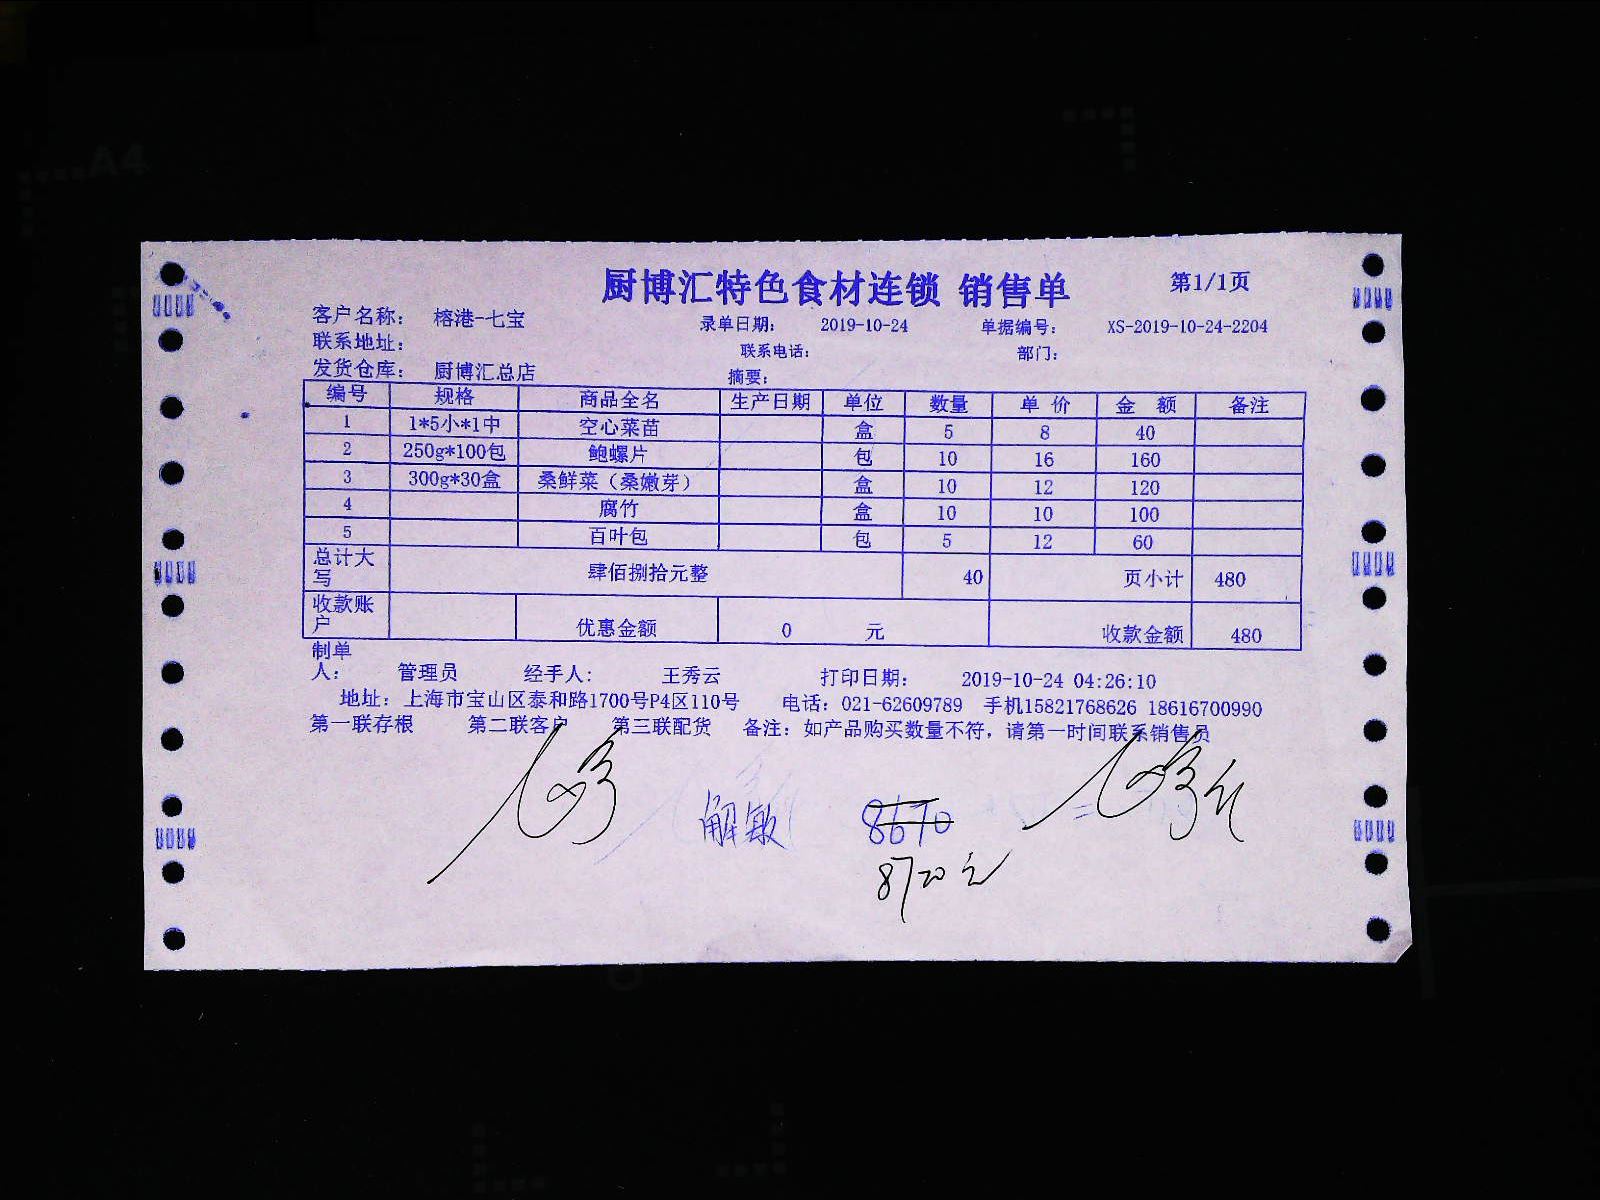 厨博汇特色食材连锁 销售单 第1/1页
客户名称： 榕港-七宝 录单日期： 2019-10-24 单据编号： XS-2019-10-24-2204
联系地址： 联系电话： 部门：
发货仓库： 厨博汇总店 摘要：
编号 规格 商品全名 生产日期 单位 数量 单 价 金 额 备注
1 1*5小*1中 空心菜苗 盒 5 8 40
2 250g*100包 鲍螺片 包 10 16 160
3 300g*30盒 桑鲜菜（桑嫩芽） 盒 10 12 120
4 腐竹 盒 10 10 100
5 百叶包 包 5 12 60
总计大写 肆佰捌拾元整 40 页小计 480
收款账户 优惠金额 0 元 收款金额 480
制单人： 管理员 经手人： 王秀云 打印日期： 2019-10-24 04:26:10
地址：上海市宝山区泰和路1700号P4区110号 电话：021-62609789 手机15821768626 18616700990
第一联存根 第二联客户 第三联配货 备注：如产品购买数量不符，请第一时间联系销售员
解敏 8670
8720元
A4